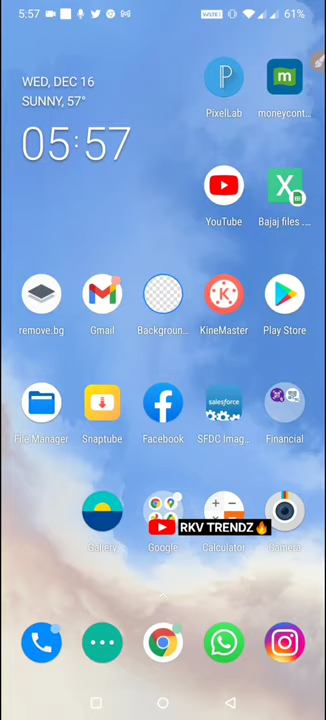 5:57
VoLTE
61%
WED, DEC 16
SUNNY, 57°
05:57
PixelLab
moneycont...
YouTube
Bajaj files ....
remove.bg
Gmail
Backgroun...
KineMaster
Play Store
File Manager
Snaptube
Facebook
salesforce
SFDC Imag...
Financial
RKV TRENDZ
Gallery
Google
Calculator
Camera